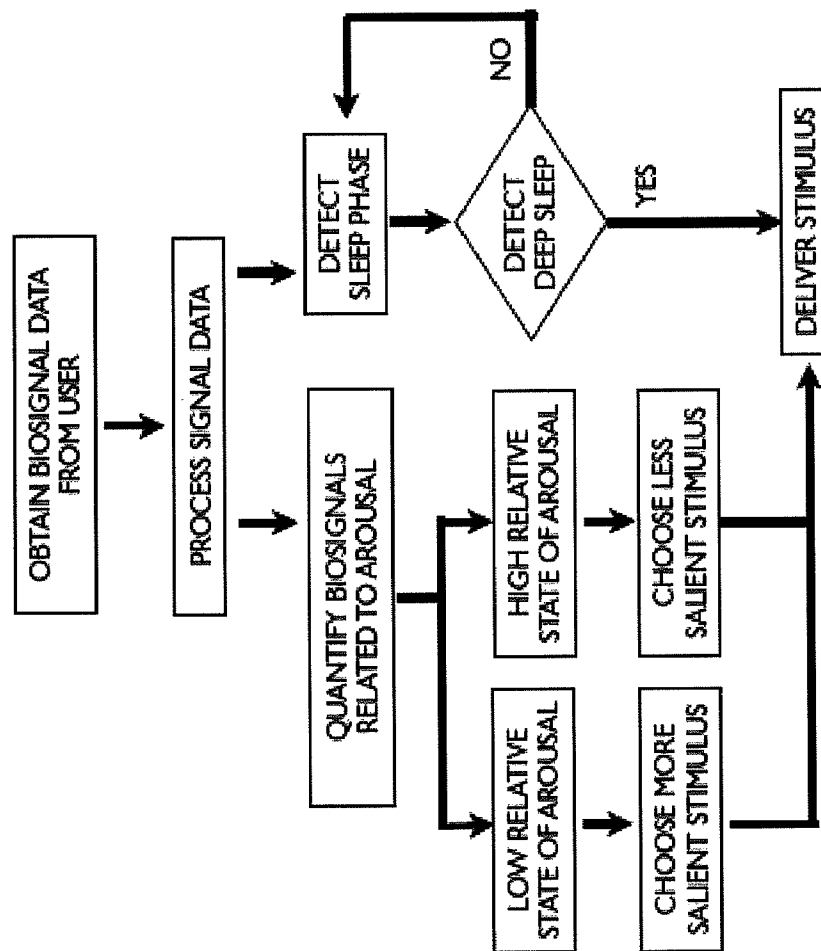 OBTAIN BIOSIGNAL DATA
FROM USER
PROCESS SIGNAL DATA
QUANTIFY BIOSIGNALS
RELATED TO AROUSAL
DETECT
SLEEP PHASE
LOW RELATIVE
STATE OF AROUSAL
HIGH RELATIVE
STATE OF AROUSAL
DETECT
DEEP SLEEP
NO
YES
CHOOSE MORE
SALIENT STIMULUS
CHOOSE LESS
SALIENT STIMULUS
DELIVER STIMULUS